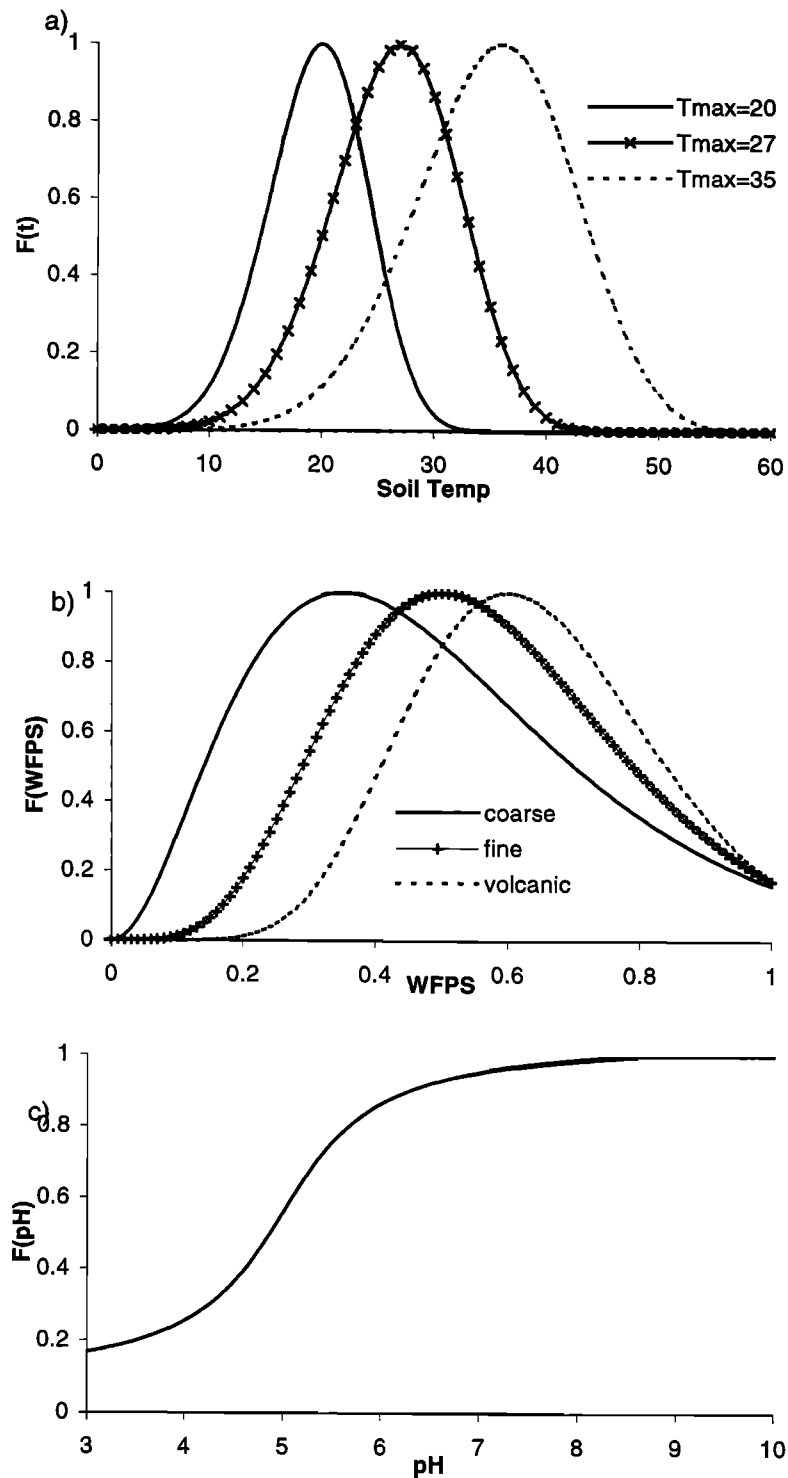 a)
1
0.8
0.6
0.4
0.2
0
F(t)
0 10 20 30 40 50 60
Soil Temp
Tmax=20
Tmax=27
Tmax=35
b)
1
0.8
0.6
0.4
0.2
0
F(WFPS)
coarse
fine
volcanic
0 0.2 0.4 0.6 0.8 1
WFPS
c)
1
0.8
0.6
0.4
0.2
0
F(pH)
3 4 5 6 7 8 9 10
pH